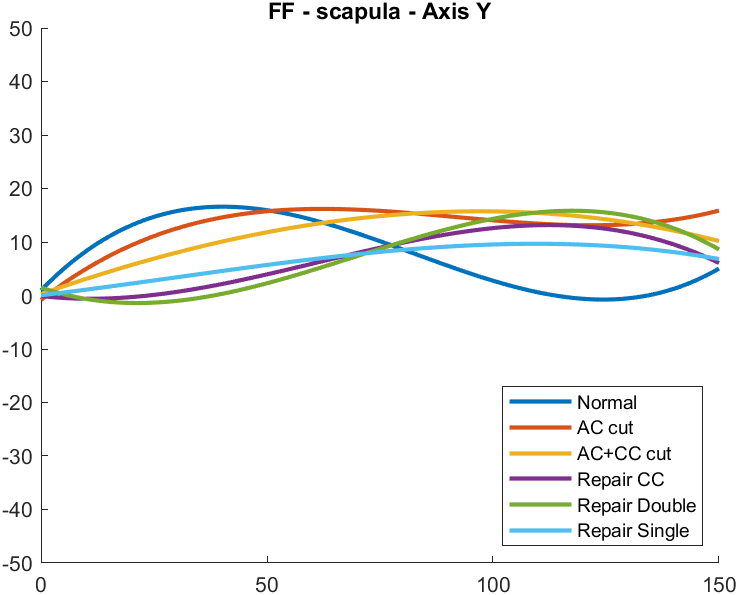 FF - scapula - Axis Y
50
40
30
20
10
0
-10
-20
-30
-40
-50
0
50
100
150
Normal
AC cut
AC+CC cut
Repair CC
Repair Double
Repair Single